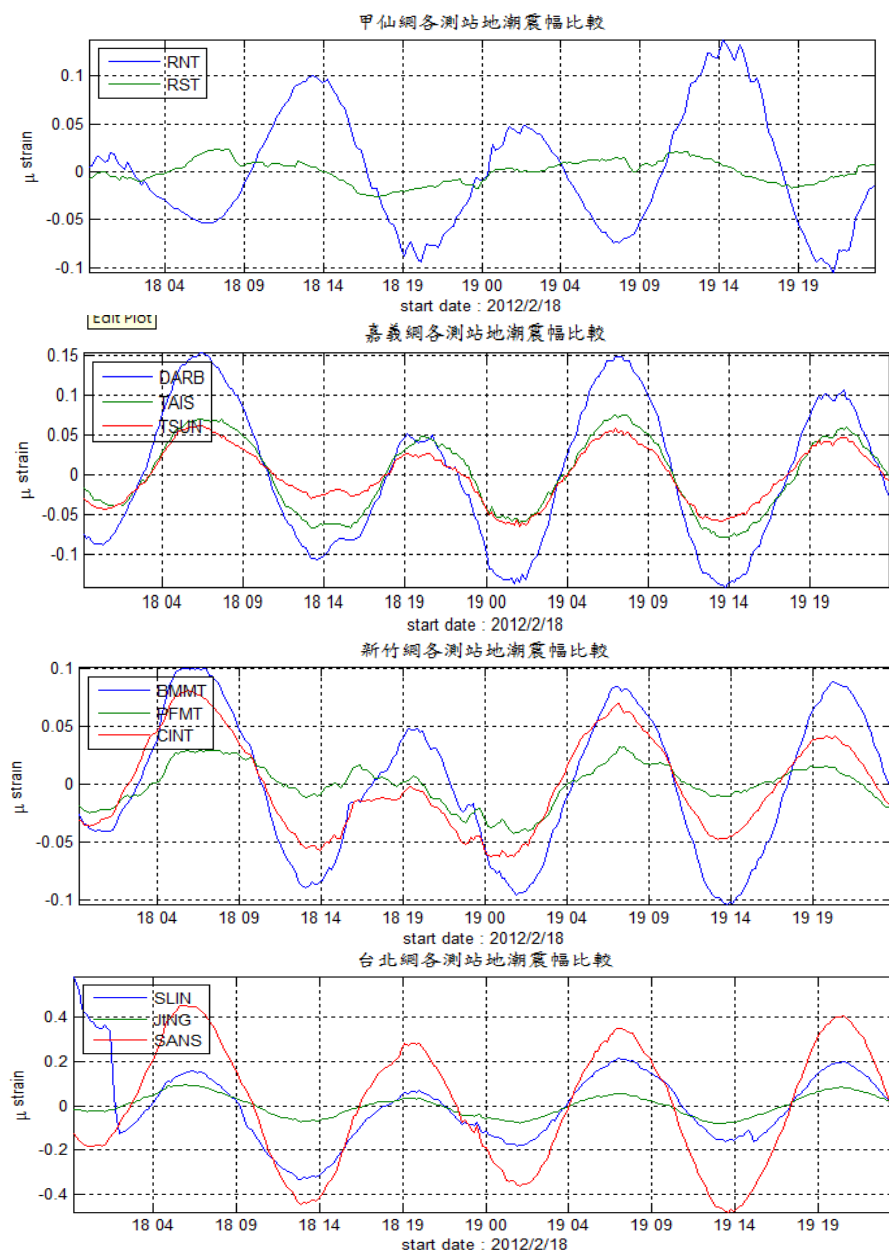 甲仙網各測站地潮震幅比較
RNT
RST
0.1
0.05
0
-0.05
-0.1
μ strain
18 04 18 09 18 14 18 19 19 00 19 04 19 09 19 14 19 19
start date : 2012/2/18
Edit Plot
嘉義網各測站地潮震幅比較
DARB
TAIS
TSUN
0.15
0.1
0.05
0
-0.05
-0.1
μ strain
18 04 18 09 18 14 18 19 19 00 19 04 19 09 19 14 19 19
start date : 2012/2/18
新竹網各測站地潮震幅比較
BMMT
PFMT
CINT
0.1
0.05
0
-0.05
-0.1
μ strain
18 04 18 09 18 14 18 19 19 00 19 04 19 09 19 14 19 19
start date : 2012/2/18
台北網各測站地潮震幅比較
SLIN
JING
SANS
0.4
0.2
0
-0.2
-0.4
μ strain
18 04 18 09 18 14 18 19 19 00 19 04 19 09 19 14 19 19
start date : 2012/2/18